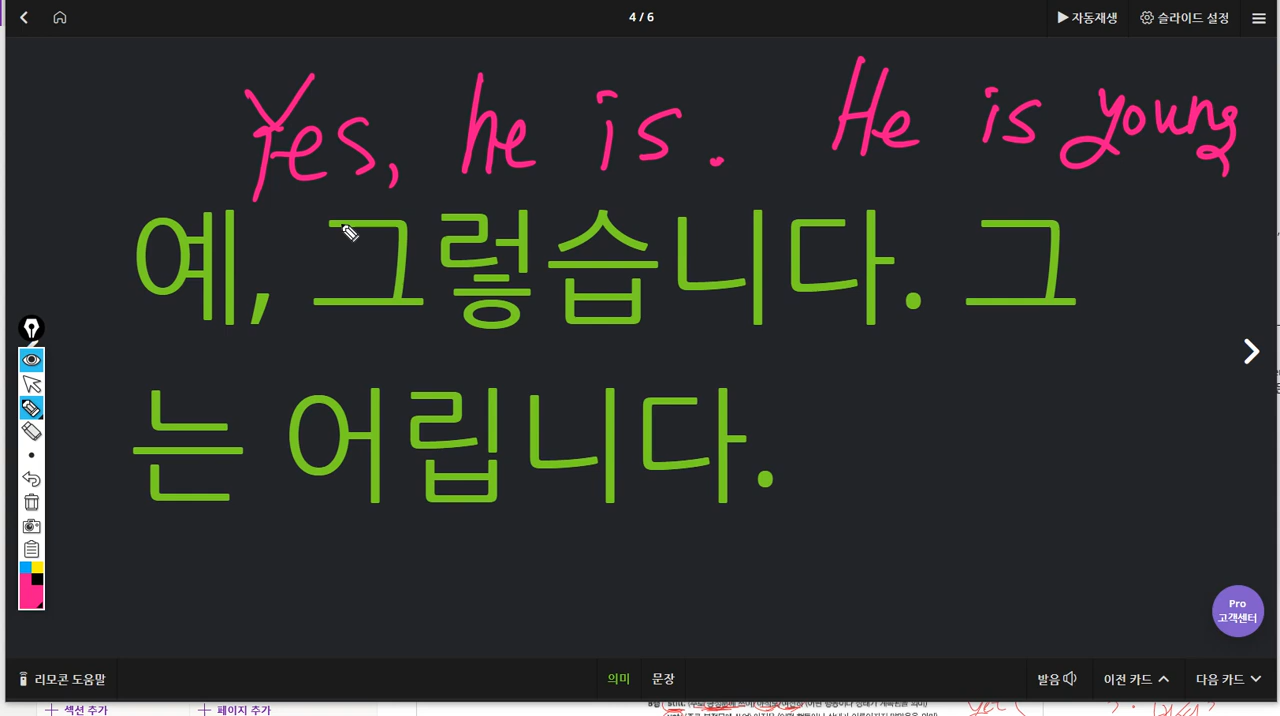 4 / 6
▶ 자동재생
슬라이드 설정
Yes, he is. He is young
예, 그렇습니다. 그
는 어립니다.
Pro
고객센터
리모콘 도움말
의미
문장
발음
이전 카드
다음 카드
섹션 추가
페이지 추가